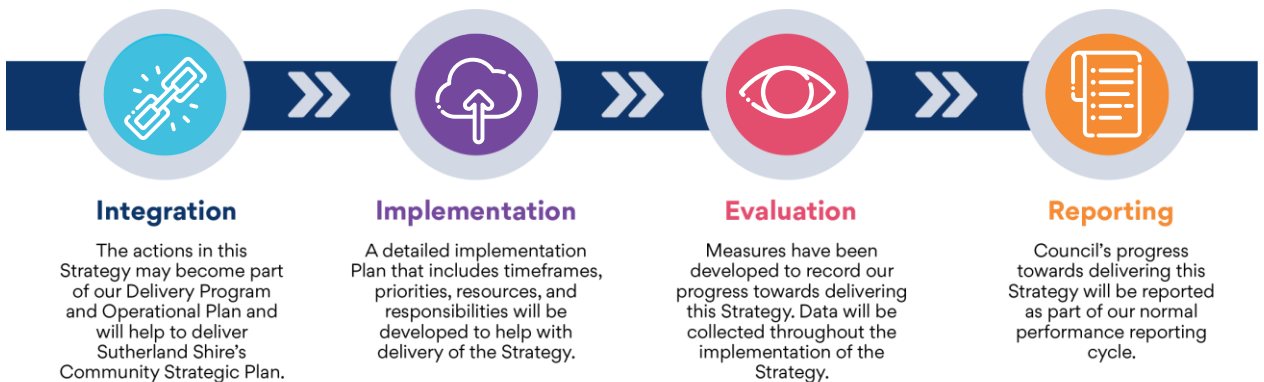 Integration
The actions in this
Strategy may become part
of our Delivery Program
and Operational Plan and
will help to deliver
Sutherland Shire's
Community Strategic Plan.
Implementation
A detailed implementation
Plan that includes timeframes,
priorities, resources, and
responsibilities will be
developed to help with
delivery of the Strategy.
Evaluation
Measures have been
developed to record our
progress towards delivering
this Strategy. Data will be
collected throughout the
implementation of the
Strategy.
Reporting
Council's progress
towards delivering this
Strategy will be reported
as part of our normal
performance reporting
cycle.